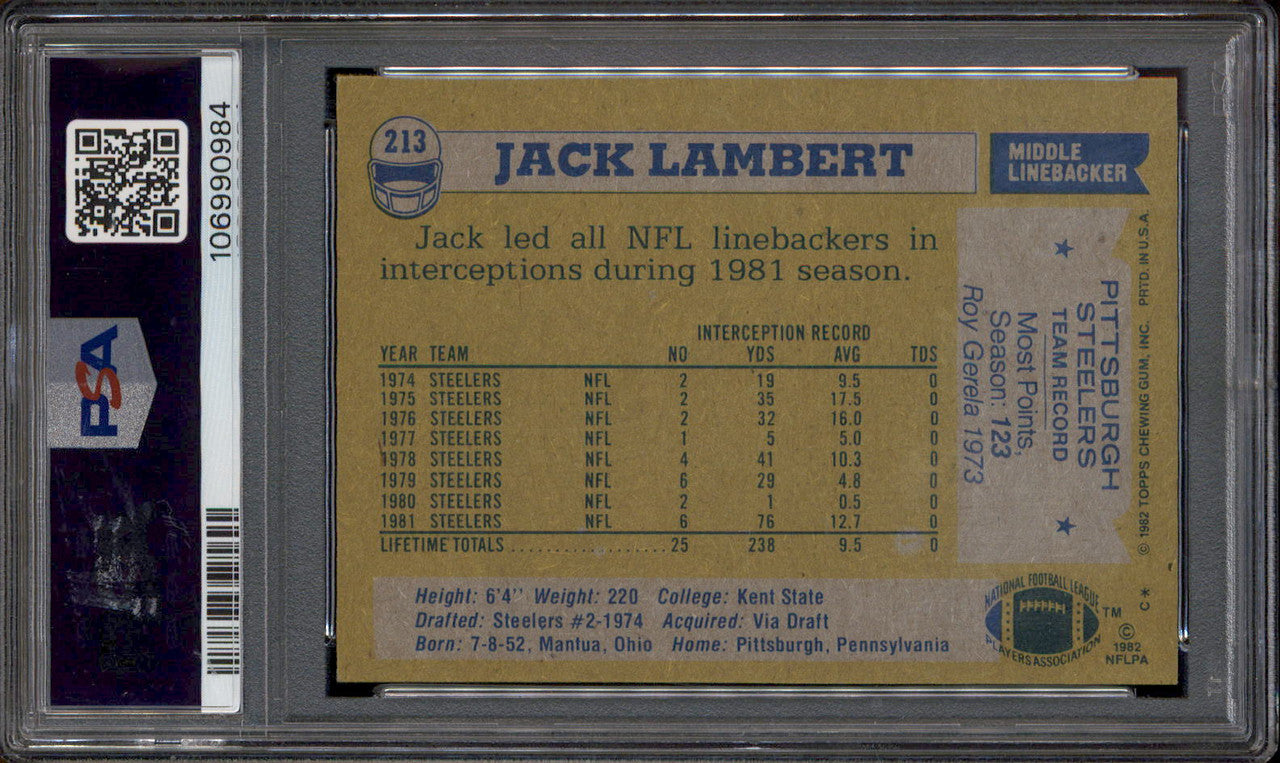 106990984
PSA
213
JACK LAMBERT
MIDDLE
LINEBACKER
Jack led all NFL linebackers in
interceptions during 1981 season.
INTERCEPTION RECORD
YEAR TEAM NO YDS AVG TDS
1974 STEELERS NFL 2 19 9.5 0
1975 STEELERS NFL 2 35 17.5 0
1976 STEELERS NFL 2 32 16.0 0
1977 STEELERS NFL 1 5 5.0 0
1978 STEELERS NFL 4 41 10.3 0
1979 STEELERS NFL 6 29 4.8 0
1980 STEELERS NFL 2 1 0.5 0
1981 STEELERS NFL 6 76 12.7 0
LIFETIME TOTALS ...................... 25 238 9.5 0
PITTSBURGH
STEELERS
TEAM RECORD
Most Points,
Season: 123
Roy Gerela 1973
© 1982 TOPPS CHEWING GUM, INC. PRTD. IN U.S.A.
Height: 6'4" Weight: 220 College: Kent State
Drafted: Steelers #2-1974 Acquired: Via Draft
Born: 7-8-52, Mantua, Ohio Home: Pittsburgh, Pennsylvania
NATIONAL FOOTBALL LEAGUE
PLAYERS ASSOCIATION
TM
C*
©
1982
NFLPA